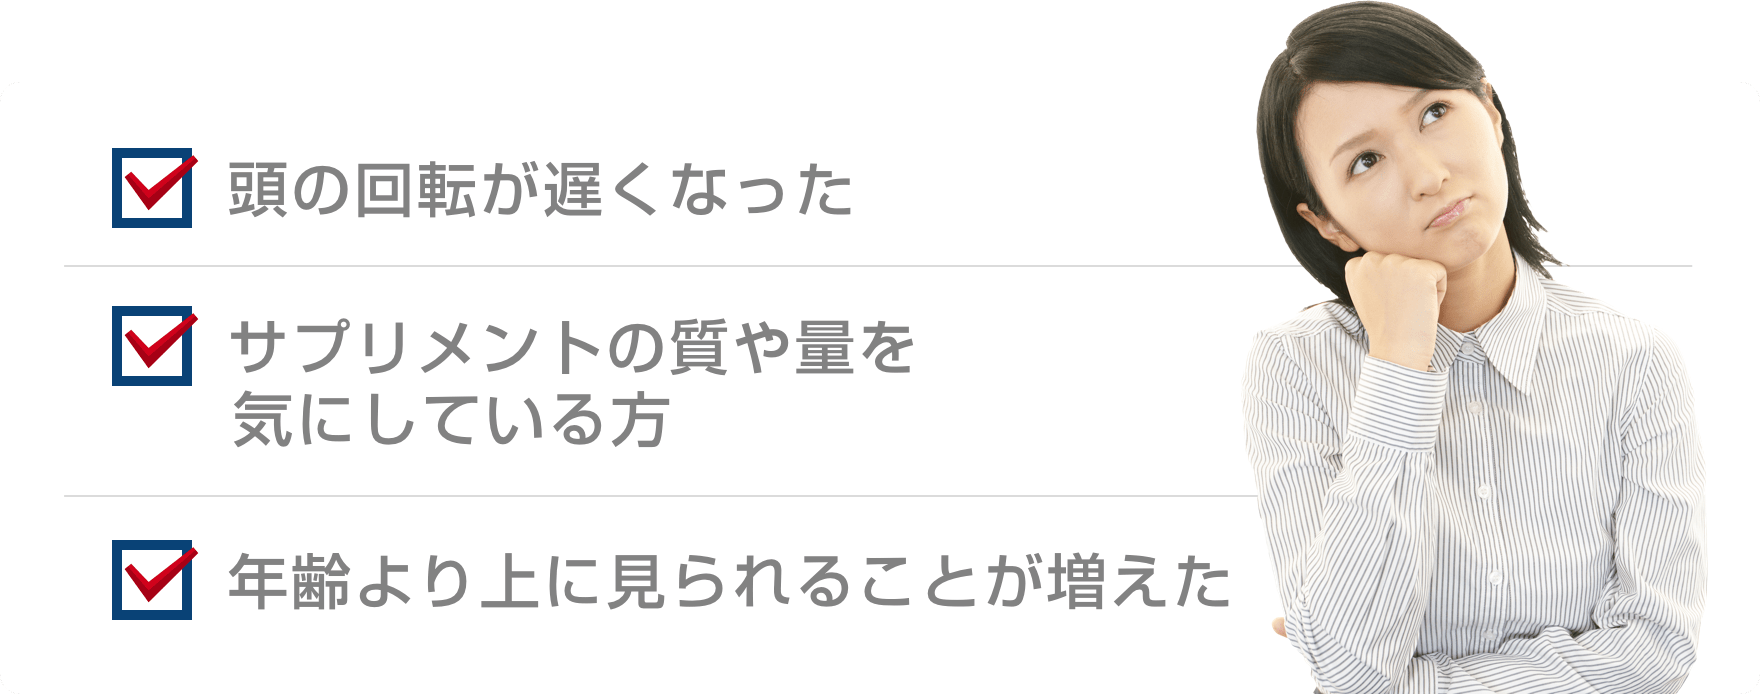 頭の回転が遅くなった
サプリメントの質や量を
気にしている方
年齢より上に見られることが増えた